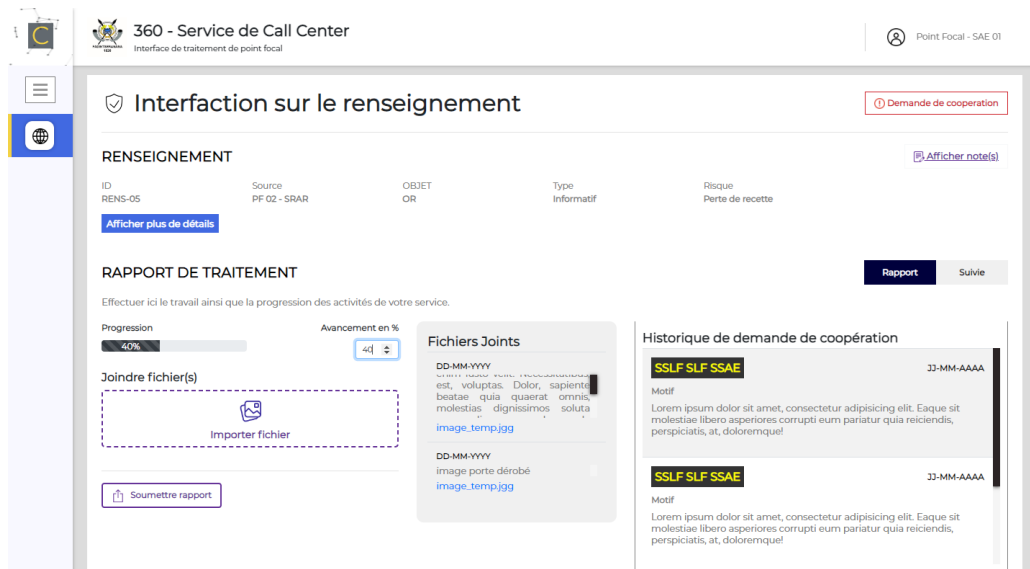 C
360 - Service de Call Center
Interface de traitement de point focal
Point Focal - SAE 01
Interfaction sur le renseignement
Demande de cooperation
RENSEIGNEMENT
Afficher note(s)
ID
Source
OBJET
Type
Risque
RENS-05
PF 02 - SRAR
OR
Informatif
Perte de recette
Afficher plus de détails
RAPPORT DE TRAITEMENT
Rapport
Suivie
Effectuer ici le travail ainsi que la progression des activités de votre service.
Progression
Avancement en %
40%
40
Joindre fichier(s)
Importer fichier
Soumettre rapport
Fichiers Joints
DD-MM-YYYY
est, voluptas. Dolor, sapiente
beatae quia quaerat omnis,
molestias dignissimos soluta
image_temp.jgg
DD-MM-YYYY
image porte dérobé
image_temp.jgg
Historique de demande de coopération
SSLF SLF SSAE
JJ-MM-AAAA
Motif
Lorem ipsum dolor sit amet, consectetur adipisicing elit. Eaque sit
molestiae libero asperiores corrupti eum pariatur quia reiciendis,
perspiciatis, at, doloremque!
SSLF SLF SSAE
JJ-MM-AAAA
Motif
Lorem ipsum dolor sit amet, consectetur adipisicing elit. Eaque sit
molestiae libero asperiores corrupti eum pariatur quia reiciendis,
perspiciatis, at, doloremque!